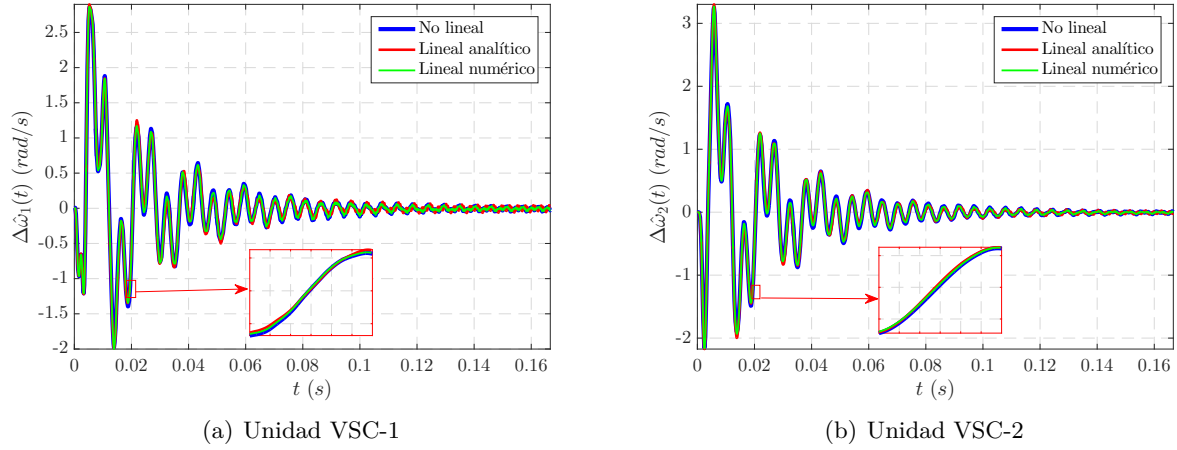 No lineal
Lineal analítico
Lineal numérico
2.5
2
1.5
1
0.5
0
-0.5
-1
-1.5
-2
Δω̂₁(t) (rad/s)
0 0.02 0.04 0.06 0.08 0.1 0.12 0.14 0.16
t (s)
(a) Unidad VSC-1
No lineal
Lineal analítico
Lineal numérico
3
2
1
0
-1
-2
Δω̂₂(t) (rad/s)
0 0.02 0.04 0.06 0.08 0.1 0.12 0.14 0.16
t (s)
(b) Unidad VSC-2